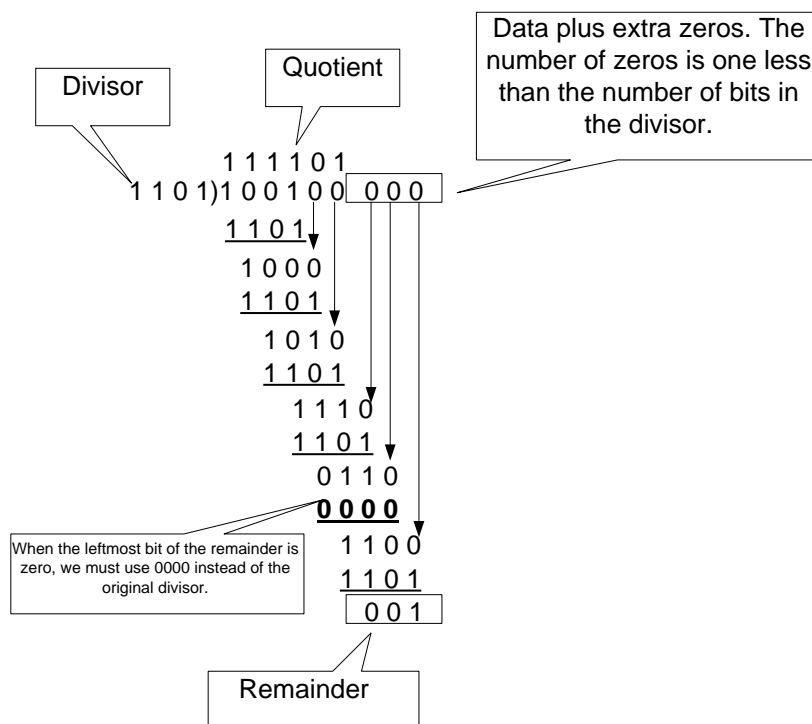 Data plus extra zeros. The
number of zeros is one less
than the number of bits in
the divisor.
Quotient
Divisor
1 1 1 1 0 1
1 1 0 1 ) 1 0 0 1 0 0 0 0 0
1 1 0 1
1 0 0 0
1 1 0 1
1 0 1 0
1 1 0 1
1 1 1 0
1 1 0 1
0 1 1 0
0 0 0 0
When the leftmost bit of the remainder is
zero, we must use 0000 instead of the
original divisor.
1 1 0 0
1 1 0 1
0 0 1
Remainder